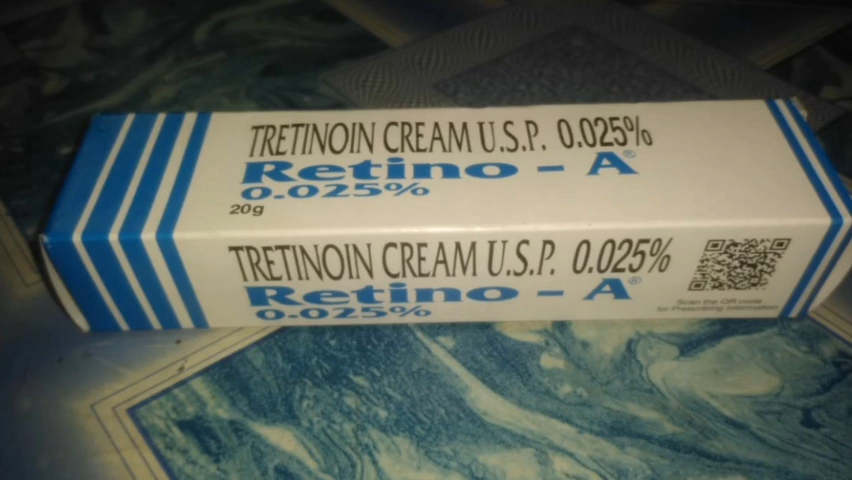 TRETINOIN CREAM U.S.P. 0.025%
Retino - A®
0.025%
20g
TRETINOIN CREAM U.S.P. 0.025%
Retino - A®
0.025%
Scan the QR code
for Prescribing Information